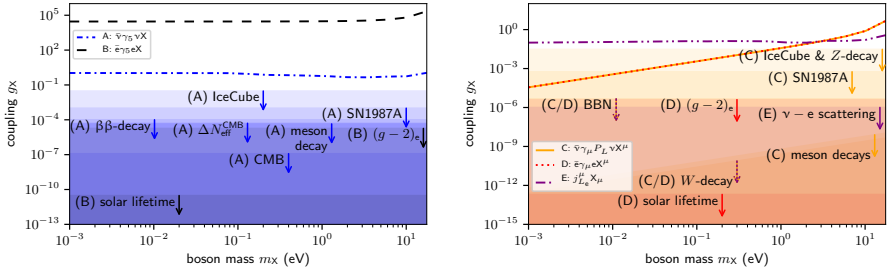 10^5
10^2
10^−1
10^−4
10^−7
10^−10
10^−13
coupling g_X
A: ν̄γ₅νX
B: ēγ₅eX
(A) IceCube
(A) SN1987A
(A) ββ-decay
(A) ΔN_eff^CMB
(A) meson
decay
(B) (g − 2)_e
(A) CMB
(B) solar lifetime
10^−3 10^−2 10^−1 10^0 10^1
boson mass m_X (eV)
10^0
10^−3
10^−6
10^−9
10^−12
10^−15
coupling g_X
(C) IceCube & Z-decay
(C) SN1987A
(C/D) BBN
(D) (g − 2)_e
(E) ν − e scattering
C: ν̄γ_μP_LνX^μ
D: ēγ_μeX^μ
E: j^μ_{L_e}X_μ
(C) meson decays
(C/D) W-decay
(D) solar lifetime
10^−3 10^−2 10^−1 10^0 10^1
boson mass m_X (eV)